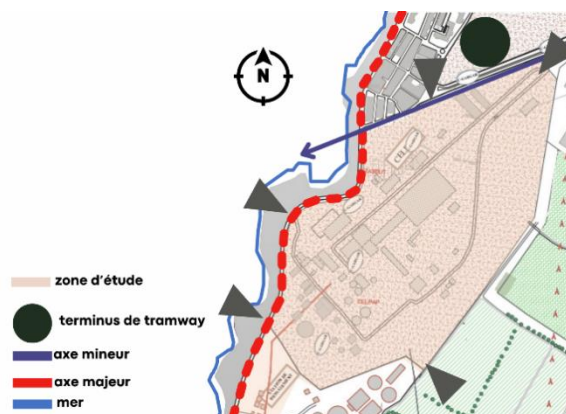 N
zone d'étude
terminus de tramway
axe mineur
axe majeur
mer